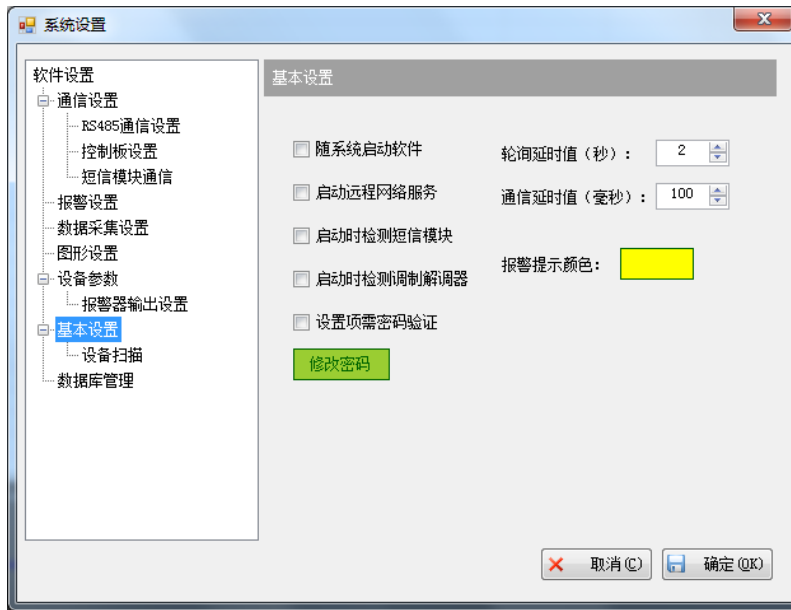 系统设置
软件设置
通信设置
RS485通信设置
控制板设置
短信模块通信
报警设置
数据采集设置
图形设置
设备参数
报警器输出设置
基本设置
设备扫描
数据库管理
基本设置
随系统启动软件
启动远程网络服务
启动时检测短信模块
启动时检测调制解调器
设置项需密码验证
修改密码
轮询延时值（秒）： 2
通信延时值（毫秒）： 100
报警提示颜色：
取消(C)
确定(OK)